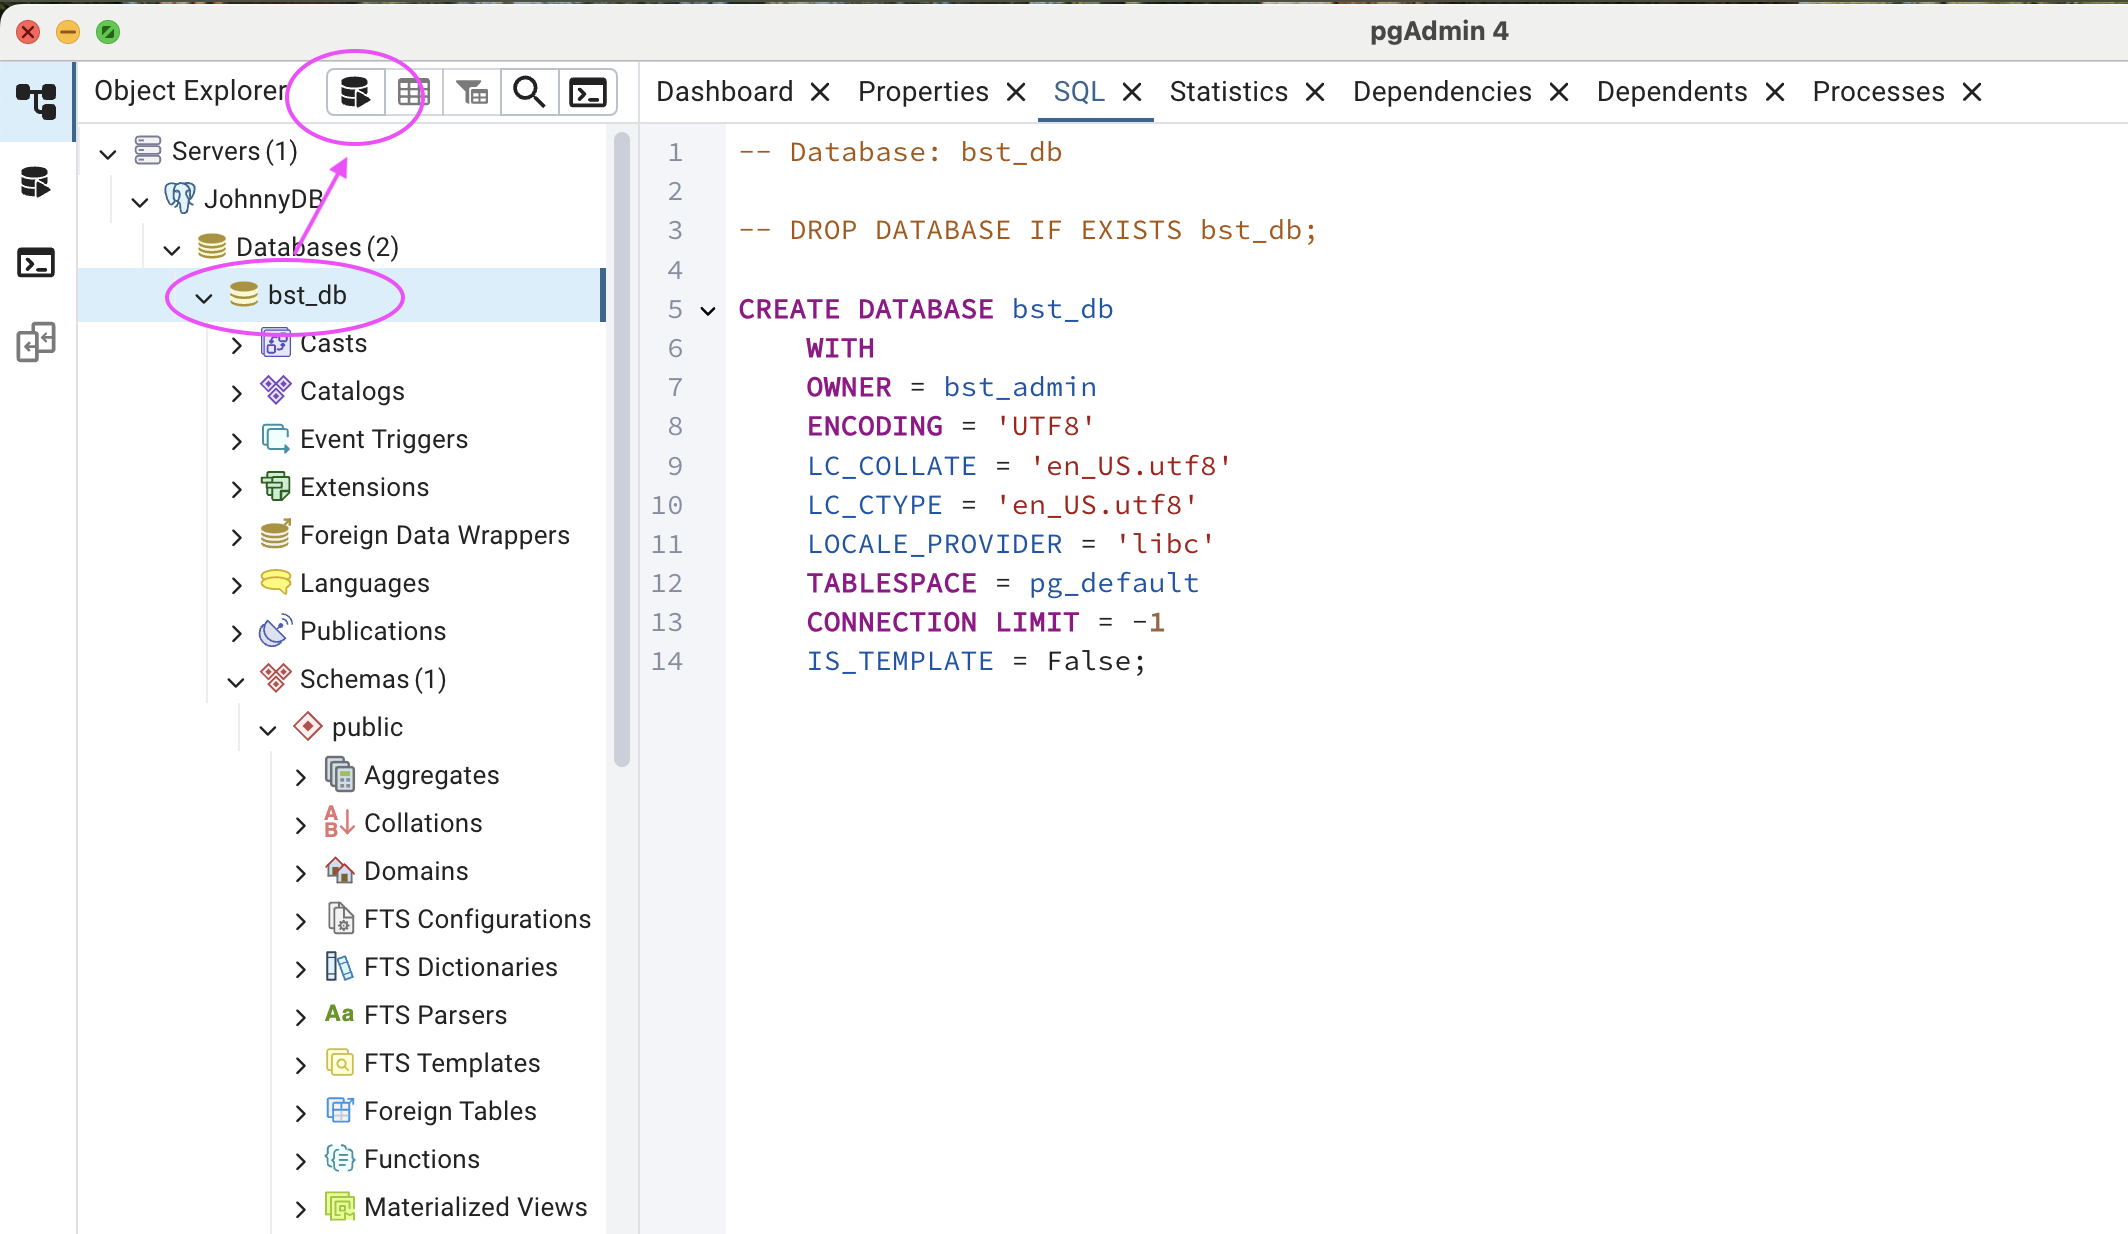 pgAdmin 4
Object Explorer
Dashboard
Properties
SQL
Statistics
Dependencies
Dependents
Processes
Servers (1)
JohnnyDB
Databases (2)
bst_db
Casts
Catalogs
Event Triggers
Extensions
Foreign Data Wrappers
Languages
Publications
Schemas (1)
public
Aggregates
Collations
Domains
FTS Configurations
FTS Dictionaries
Aa FTS Parsers
FTS Templates
Foreign Tables
Functions
Materialized Views
1 -- Database: bst_db
2
3 -- DROP DATABASE IF EXISTS bst_db;
4
5 CREATE DATABASE bst_db
6 WITH
7 OWNER = bst_admin
8 ENCODING = 'UTF8'
9 LC_COLLATE = 'en_US.utf8'
10 LC_CTYPE = 'en_US.utf8'
11 LOCALE_PROVIDER = 'libc'
12 TABLESPACE = pg_default
13 CONNECTION LIMIT = -1
14 IS_TEMPLATE = False;